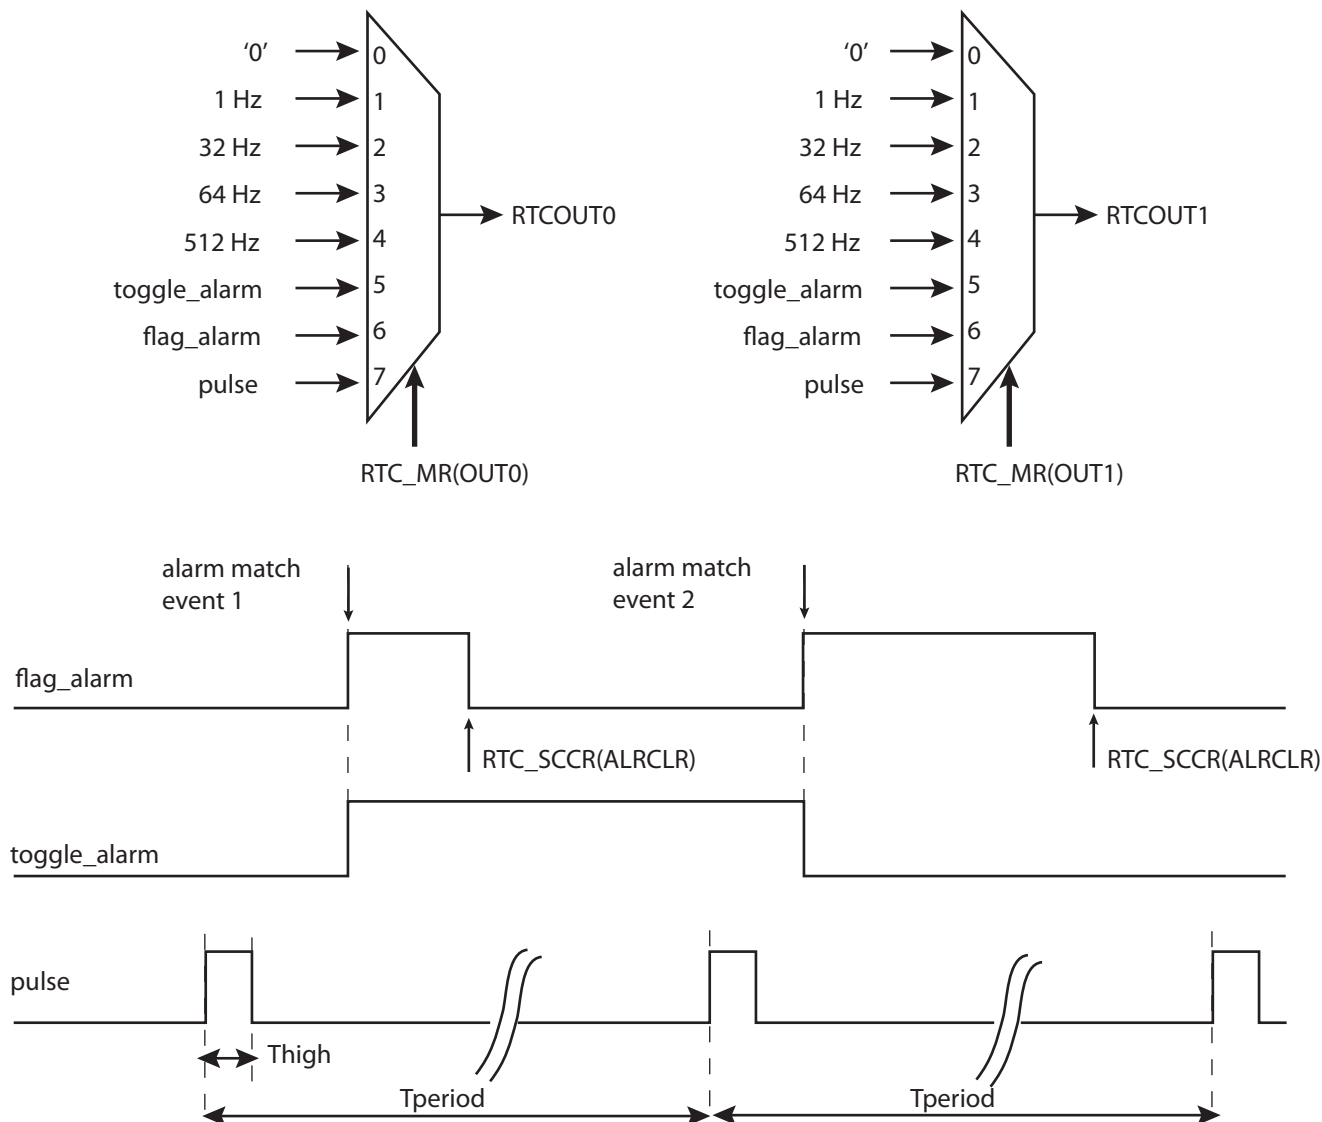 ‘0’ 0 ‘0’ 0
1 Hz 1 1 Hz 1
32 Hz 2 32 Hz 2
64 Hz 3 64 Hz 3
RTCOUT0 RTCOUT1
512 Hz 4 512 Hz 4
toggle_alarm 5 toggle_alarm 5
flag_alarm 6 flag_alarm 6
pulse 7 pulse 7
RTC_MR(OUT0) RTC_MR(OUT1)
alarm match
event 1
alarm match
event 2
flag_alarm
RTC_SCCR(ALRCLR) RTC_SCCR(ALRCLR)
toggle_alarm
pulse
Thigh
Tperiod Tperiod